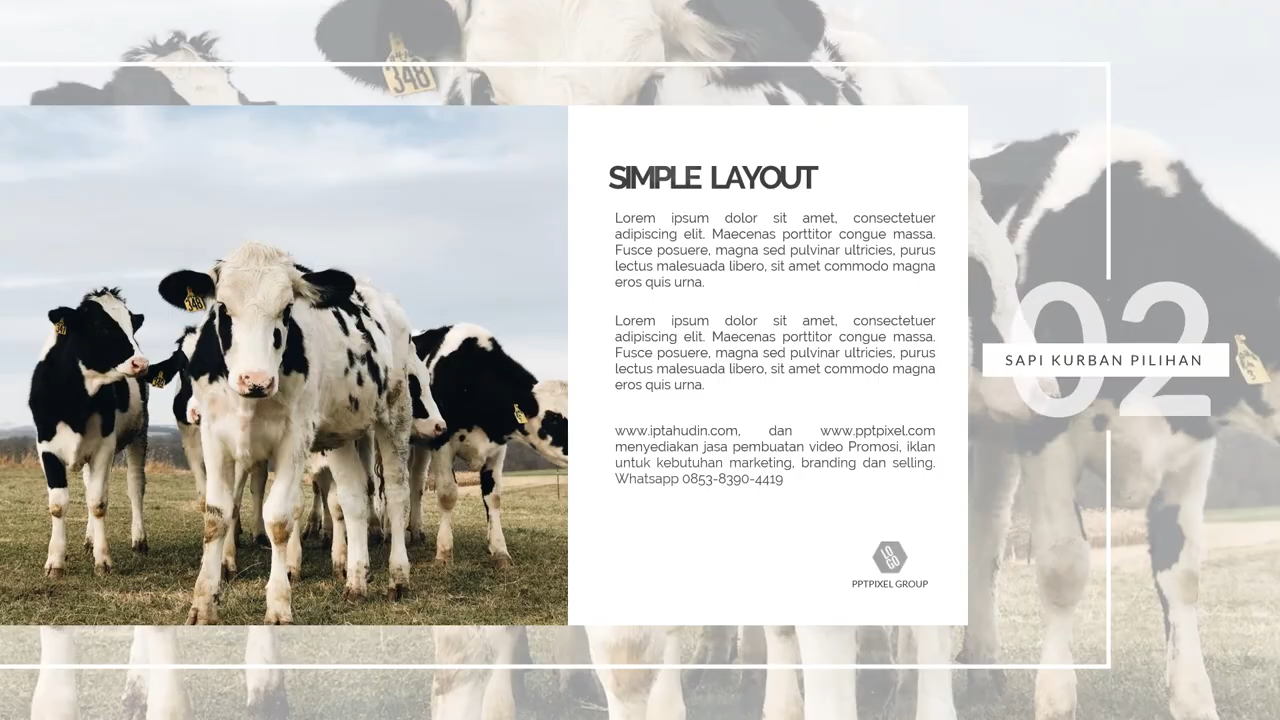 348
SIMPLE LAYOUT
Lorem ipsum dolor sit amet, consectetuer
adipiscing elit. Maecenas porttitor congue massa.
Fusce posuere, magna sed pulvinar ultricies, purus
lectus malesuada libero, sit amet commodo magna
eros quis urna.
Lorem ipsum dolor sit amet, consectetuer
adipiscing elit. Maecenas porttitor congue massa.
Fusce posuere, magna sed pulvinar ultricies, purus
lectus malesuada libero, sit amet commodo magna
eros quis urna.
www.iptahudin.com, dan www.pptpixel.com
menyediakan jasa pembuatan video Promosi, iklan
untuk kebutuhan marketing, branding dan selling.
Whatsapp 0853-8390-4419
LO
GO
PPTPIXEL GROUP
348
02
SAPI KURBAN PILIHAN